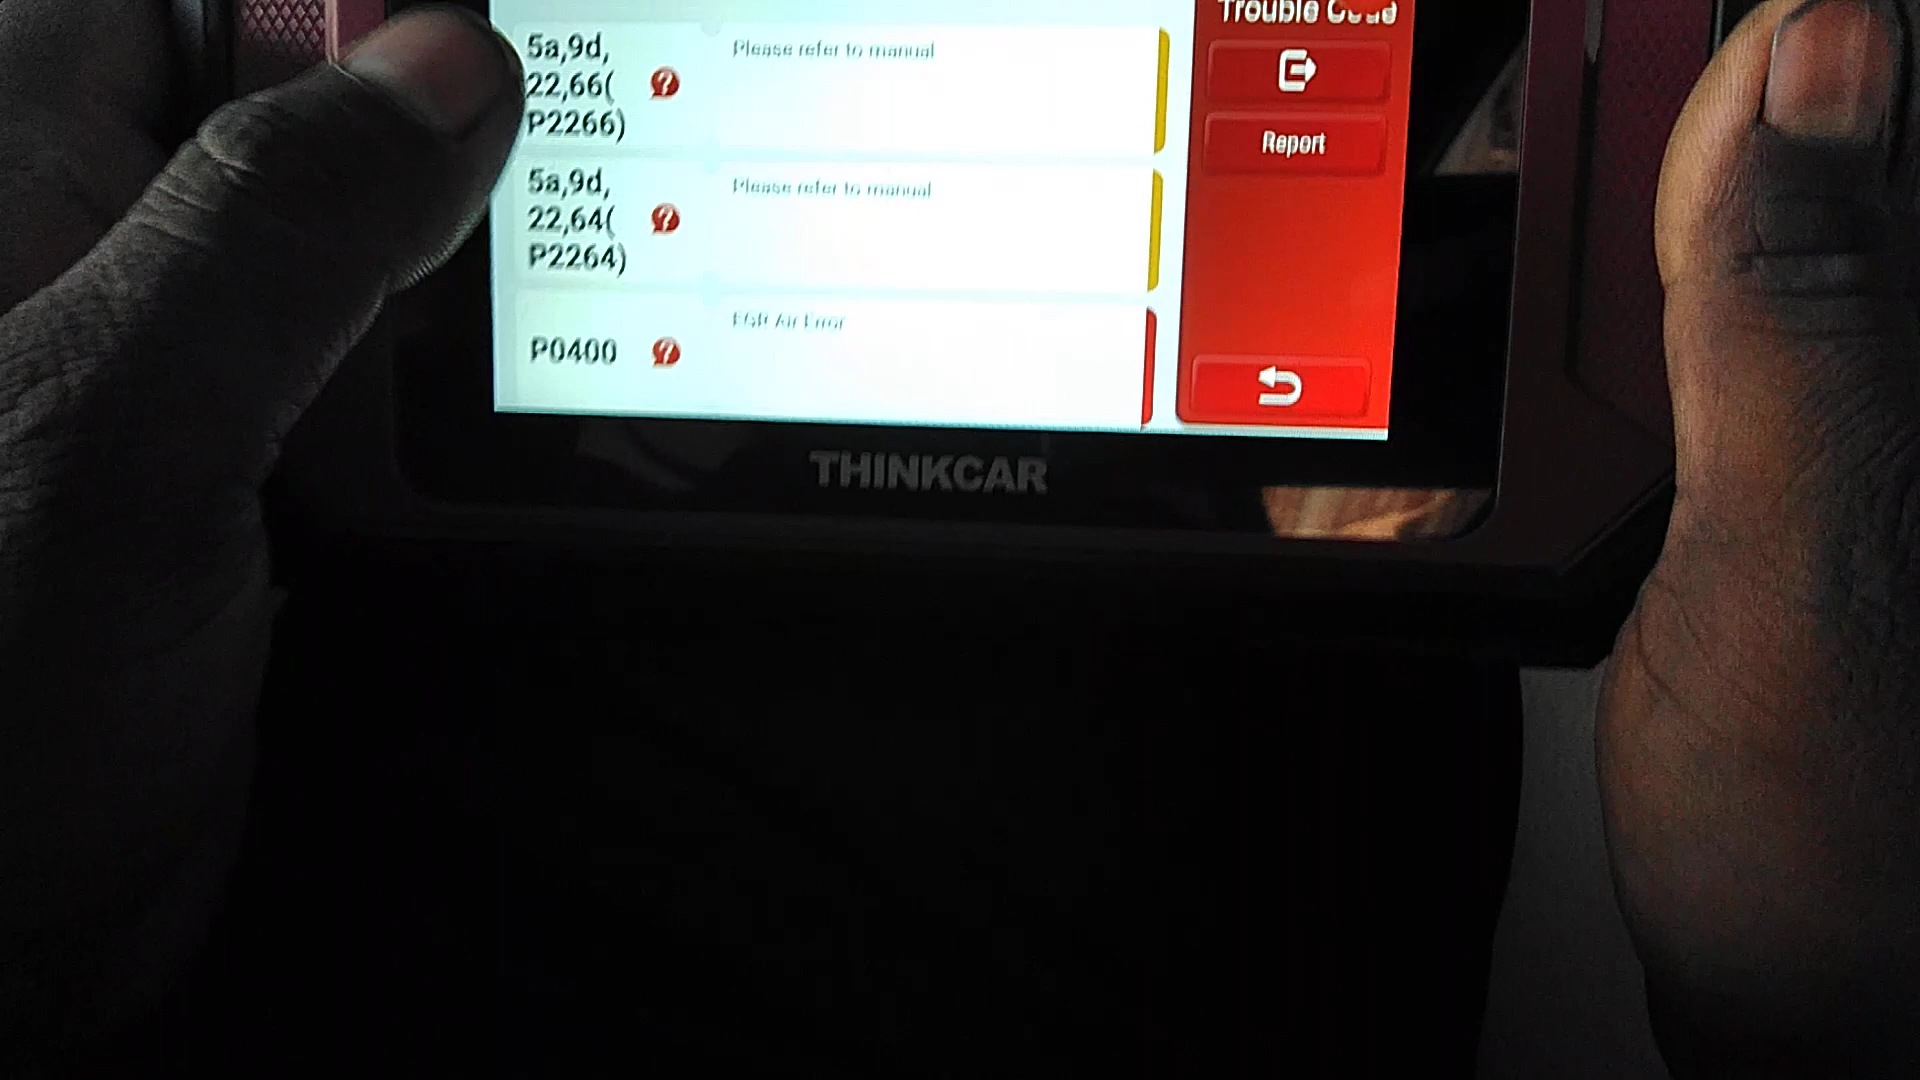 Trouble Code
5a,9d,
22,66(
P2266)
Please refer to manual
Report
5a,9d,
22,64(
P2264)
Please refer to manual
P0400
EGR Air Error
THINKCAR